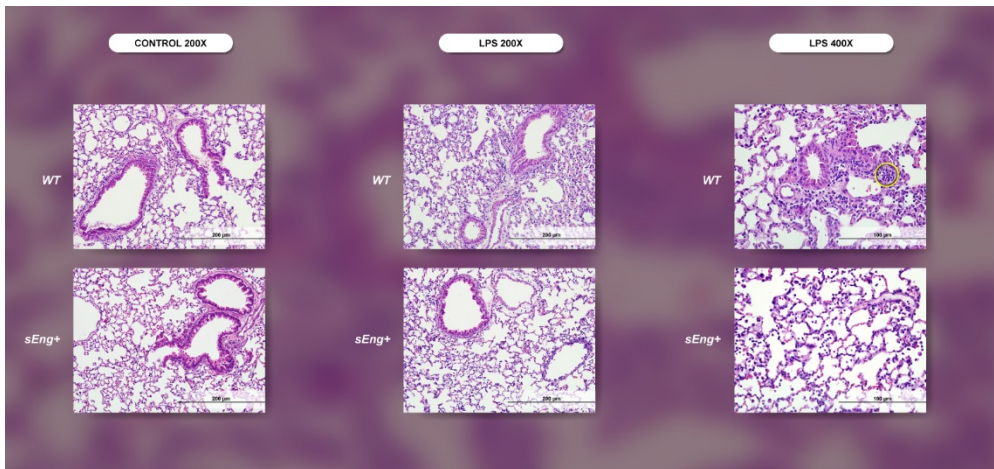 CONTROL 200X
LPS 200X
LPS 400X
WT
200 µm
WT
200 µm
WT
100 µm
sEng+
200 µm
sEng+
200 µm
sEng+
100 µm